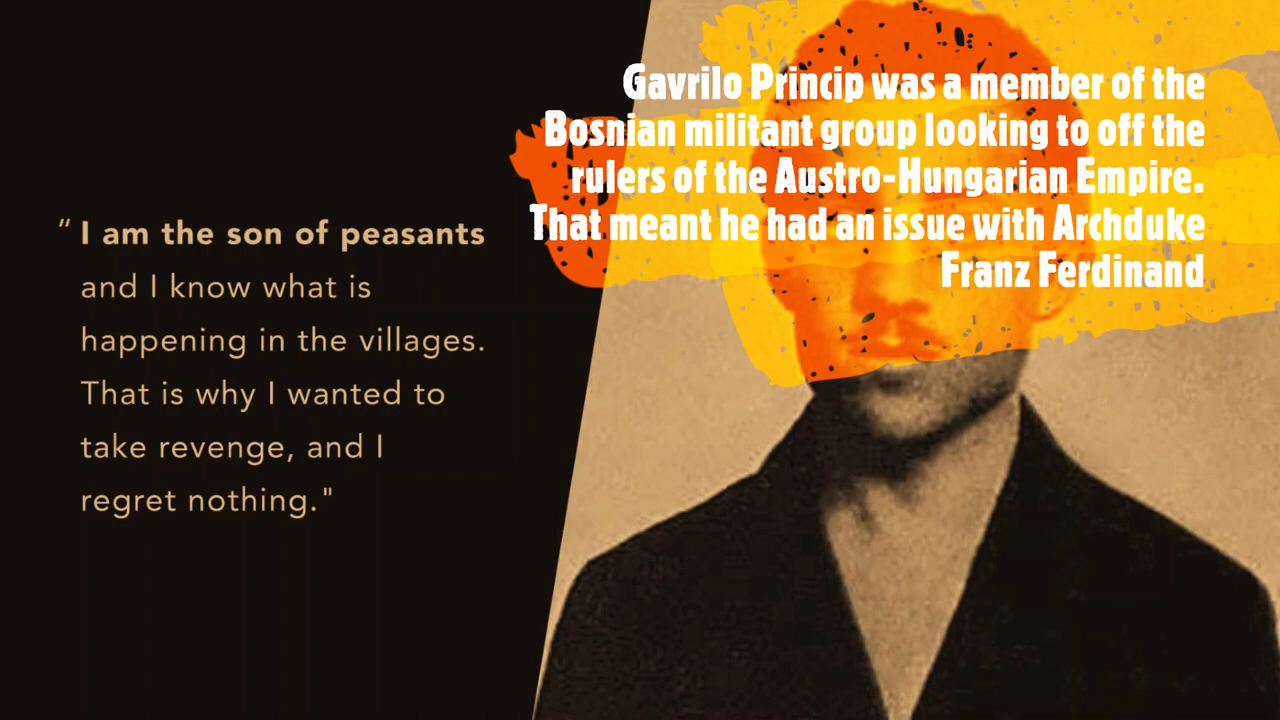 “ I am the son of peasants
and I know what is
happening in the villages.
That is why I wanted to
take revenge, and I
regret nothing."
Gavrilo Princip was a member of the
Bosnian militant group looking to off the
rulers of the Austro-Hungarian Empire.
That meant he had an issue with Archduke
Franz Ferdinand